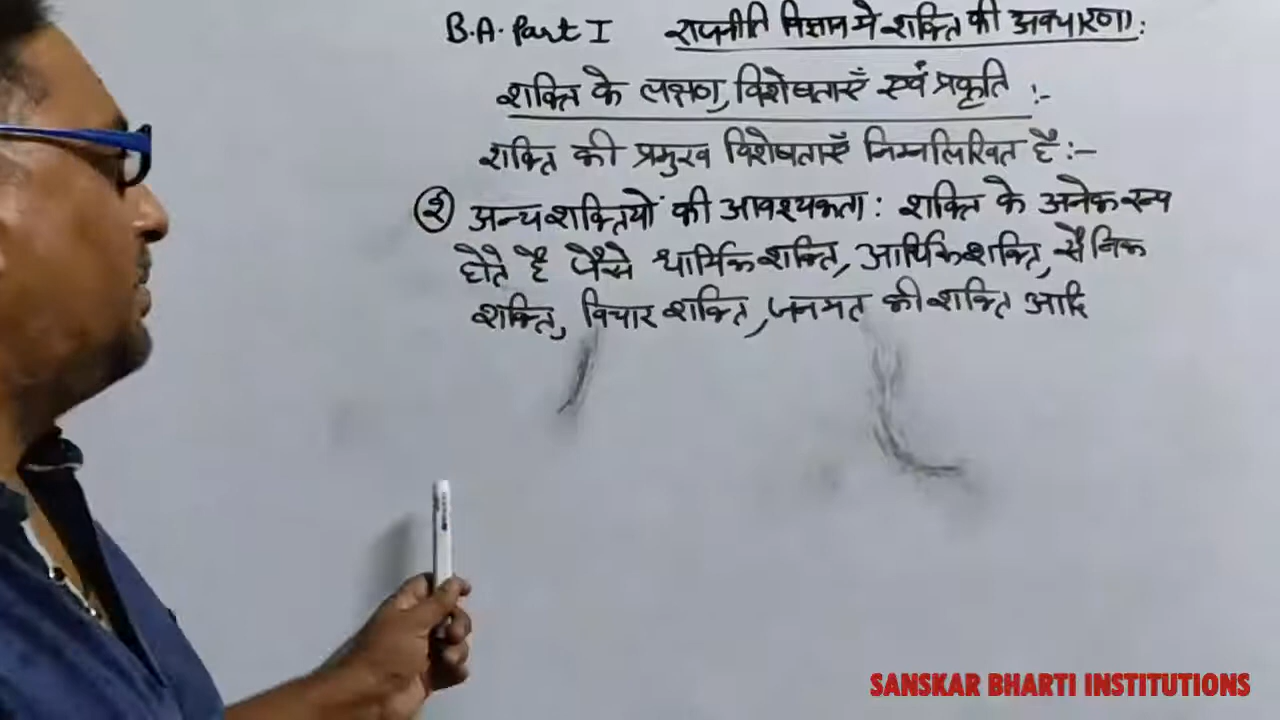 B.A. Part I राजनीति विज्ञान मे शक्ति की अवधारणा:
शक्ति के लक्षण, विशेषताएँ एवं प्रकृति :-
शक्ति की प्रमुख विशेषताएँ निम्नलिखित है:-
② अन्य शक्तियों की आवश्यकता: शक्ति के अनेक रूप
होते है जैसे धार्मिक शक्ति, आर्थिक शक्ति, सैनिक
शक्ति, विचार शक्ति, जनमत की शक्ति आदि
SANSKAR BHARTI INSTITUTIONS